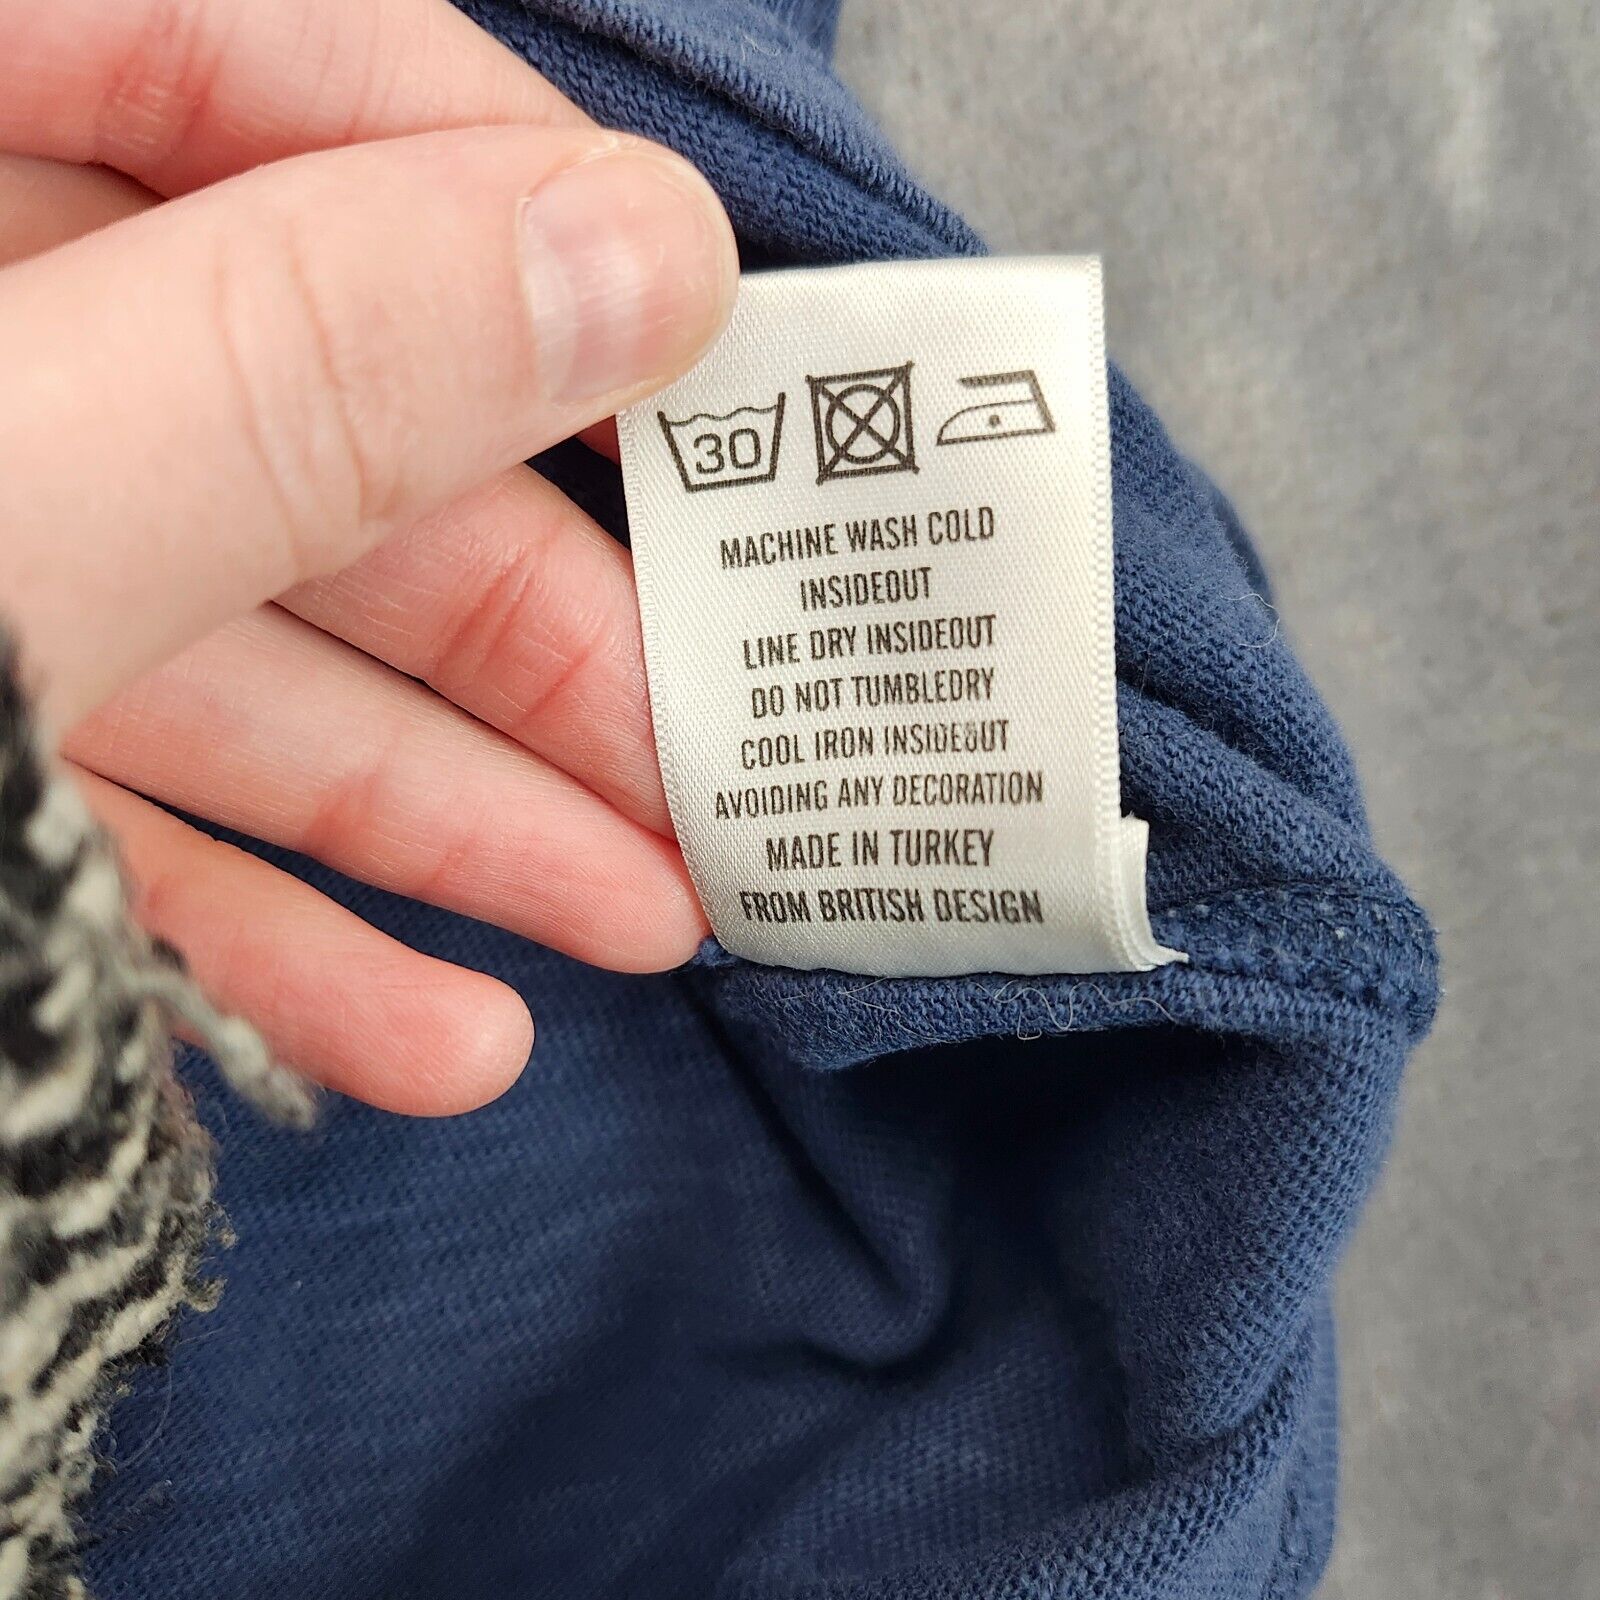 30
MACHINE WASH COLD
INSIDEOUT
LINE DRY INSIDEOUT
DO NOT TUMBLEDRY
COOL IRON INSIDEOUT
AVOIDING ANY DECORATION
MADE IN TURKEY
FROM BRITISH DESIGN